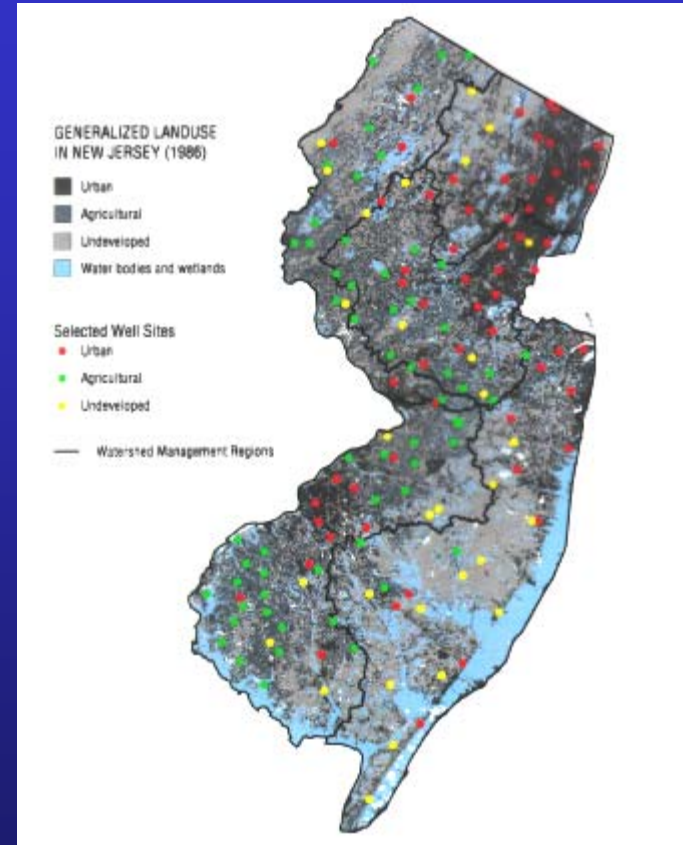 GENERALIZED LANDUSE
IN NEW JERSEY (1986)
Urban
Agricultural
Undeveloped
Water bodies and wetlands
Selected Well Sites
Urban
Agricultural
Undeveloped
Watershed Management Regions